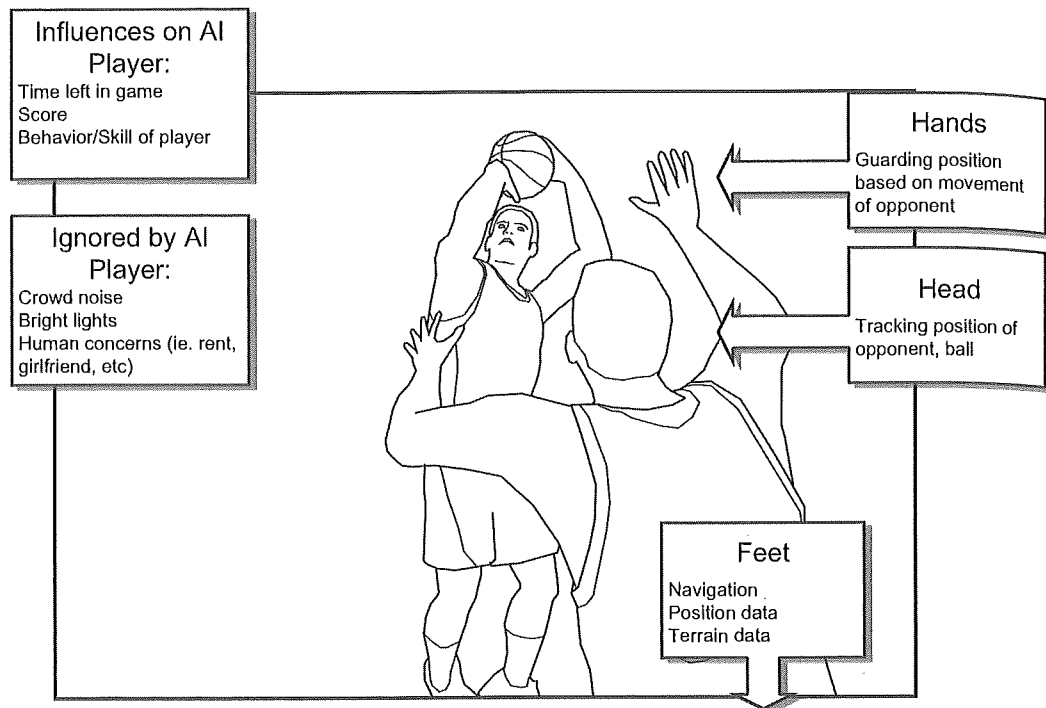 Influences on AI
Player:
Time left in game
Score
Behavior/Skill of player
Ignored by AI
Player:
Crowd noise
Bright lights
Human concerns (ie. rent,
girlfriend, etc)
Hands
Guarding position
based on movement
of opponent
Head
Tracking position of
opponent, ball
Feet
Navigation
Position data
Terrain data